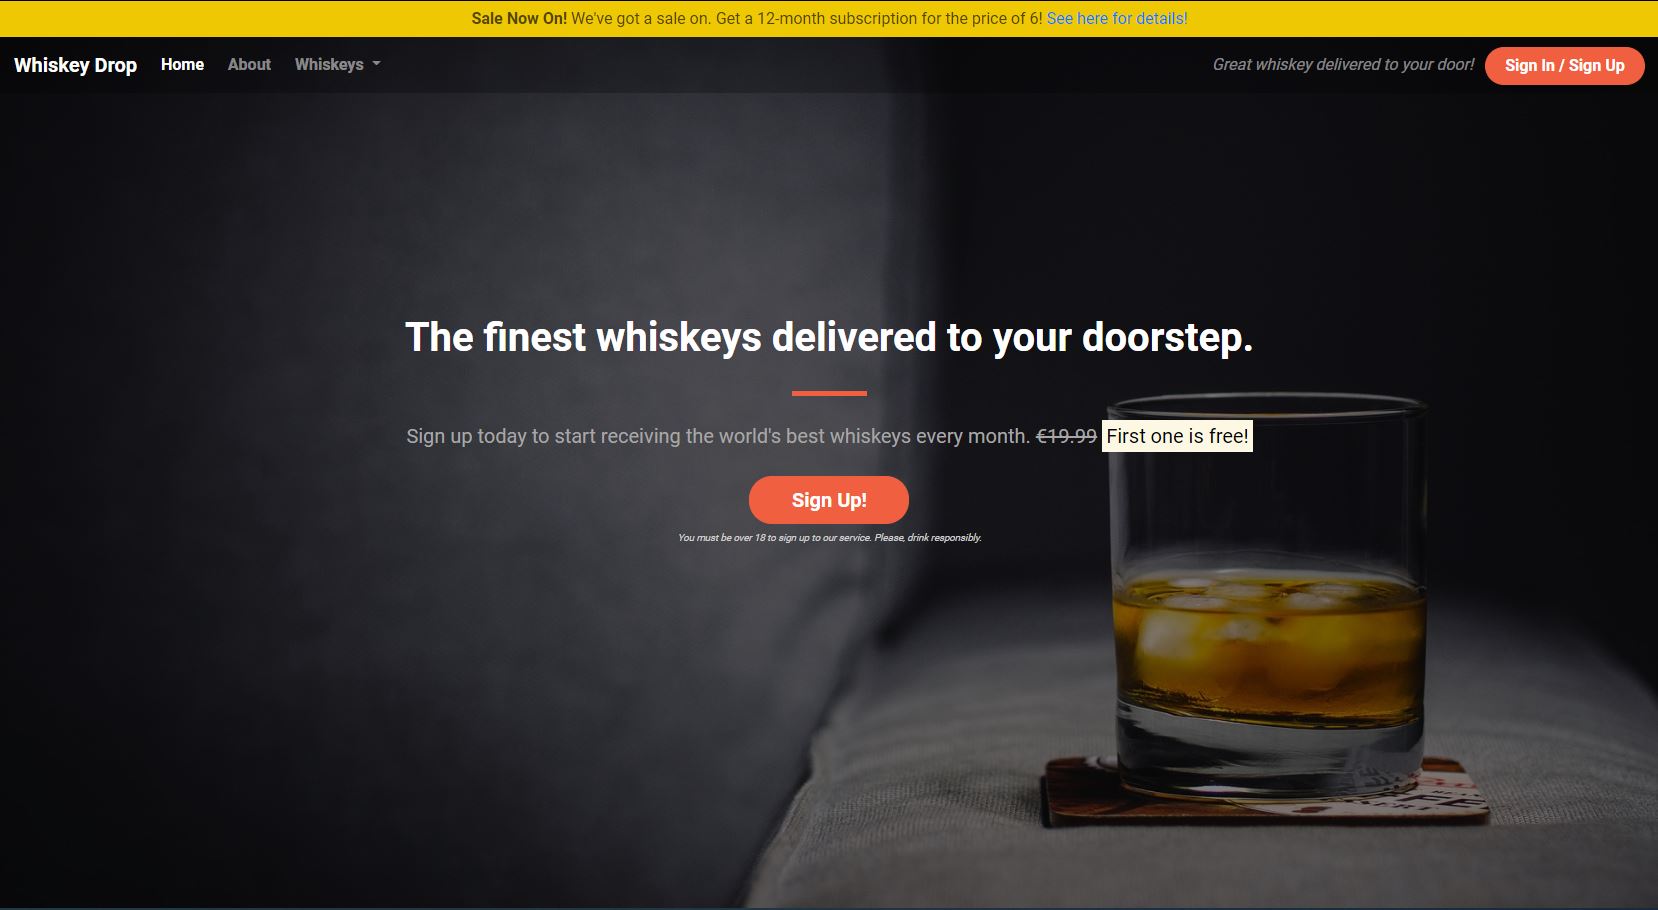 Sale Now On! We've got a sale on. Get a 12-month subscription for the price of 6! See here for details!
Whiskey Drop Home About Whiskeys Great whiskey delivered to your door! Sign In / Sign Up
The finest whiskeys delivered to your doorstep.
Sign up today to start receiving the world's best whiskeys every month. €19.99 First one is free!
Sign Up!
You must be over 18 to sign up to our service. Please, drink responsibly.